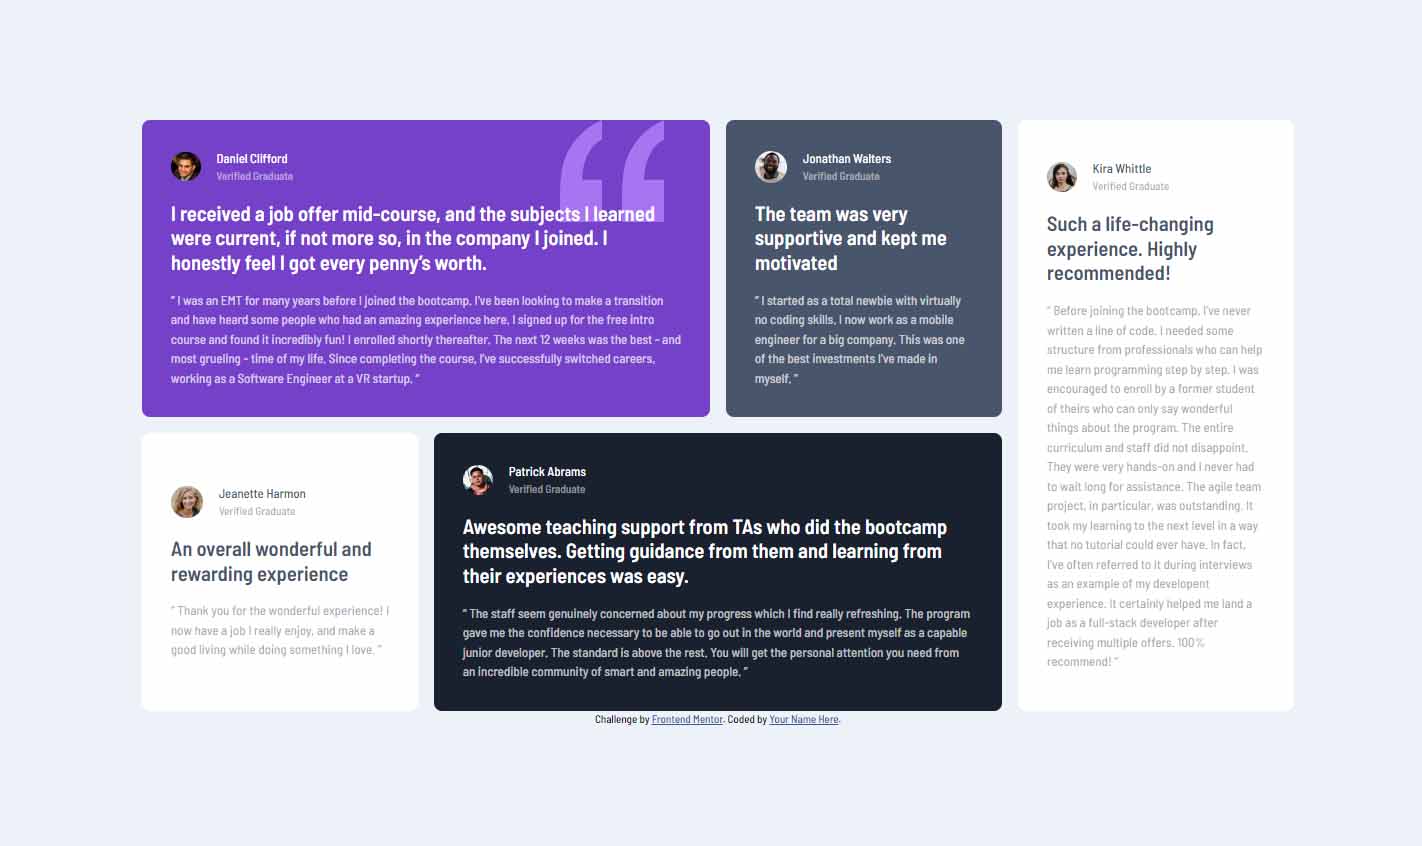 Daniel Clifford
Verified Graduate
I received a job offer mid-course, and the subjects I learned
were current, if not more so, in the company I joined. I
honestly feel I got every penny’s worth.
“ I was an EMT for many years before I joined the bootcamp. I’ve been looking to make a transition
and have heard some people who had an amazing experience here. I signed up for the free intro
course and found it incredibly fun! I enrolled shortly thereafter. The next 12 weeks was the best - and
most grueling - time of my life. Since completing the course, I’ve successfully switched careers,
working as a Software Engineer at a VR startup. ”
Jonathan Walters
Verified Graduate
The team was very
supportive and kept me
motivated
“ I started as a total newbie with virtually
no coding skills. I now work as a mobile
engineer for a big company. This was one
of the best investments I’ve made in
myself. ”
Kira Whittle
Verified Graduate
Such a life-changing
experience. Highly
recommended!
“ Before joining the bootcamp, I’ve never
written a line of code. I needed some
structure from professionals who can help
me learn programming step by step. I was
encouraged to enroll by a former student
of theirs who can only say wonderful
things about the program. The entire
curriculum and staff did not disappoint.
They were very hands-on and I never had
to wait long for assistance. The agile team
project, in particular, was outstanding. It
took my learning to the next level in a way
that no tutorial could ever have. In fact,
I’ve often referred to it during interviews
as an example of my developent
experience. It certainly helped me land a
job as a full-stack developer after
receiving multiple offers. 100%
recommend! ”
Jeanette Harmon
Verified Graduate
An overall wonderful and
rewarding experience
“ Thank you for the wonderful experience! I
now have a job I really enjoy, and make a
good living while doing something I love. ”
Patrick Abrams
Verified Graduate
Awesome teaching support from TAs who did the bootcamp
themselves. Getting guidance from them and learning from
their experiences was easy.
“ The staff seem genuinely concerned about my progress which I find really refreshing. The program
gave me the confidence necessary to be able to go out in the world and present myself as a capable
junior developer. The standard is above the rest. You will get the personal attention you need from
an incredible community of smart and amazing people. ”
Challenge by Frontend Mentor. Coded by Your Name Here.